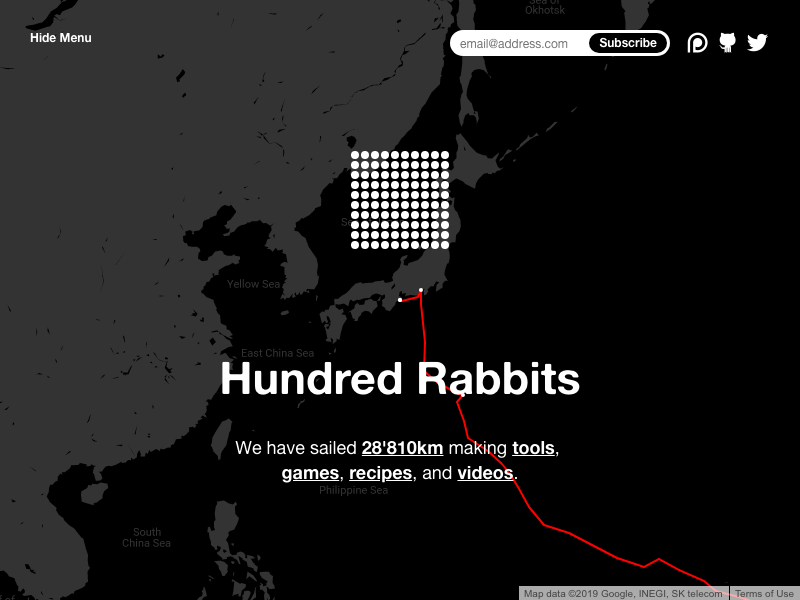 Sea of
Okhotsk
Hide Menu
email@address.com
Subscribe
Se
Yellow Sea
East China Sea
Hundred Rabbits
We have sailed 28'810km making tools,
games, recipes, and videos.
Philippine Sea
South
China Sea
Map data ©2019 Google, INEGI, SK telecom
Terms of Use